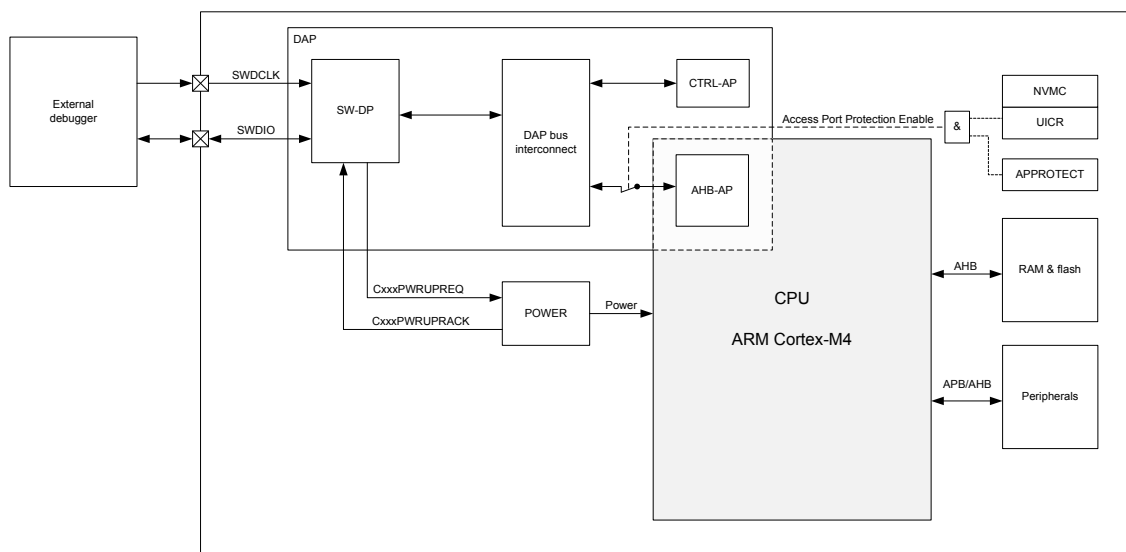 DAP
External
debugger
SWDCLK
SWDIO
SW-DP
DAP bus
interconnect
CTRL-AP
AHB-AP
Access Port Protection Enable
&
NVMC
UICR
APPROTECT
CxxxPWRUPREQ
CxxxPWRUPRACK
POWER
Power
CPU
ARM Cortex-M4
AHB
RAM & flash
APB/AHB
Peripherals